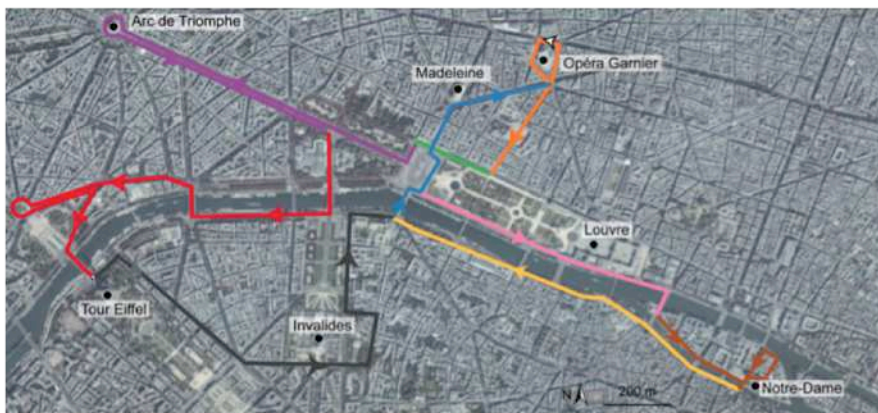 Arc de Triomphe
Opéra Garnier
Madeleine
Louvre
Tour Eiffel
Invalides
Notre-Dame
N
200 m